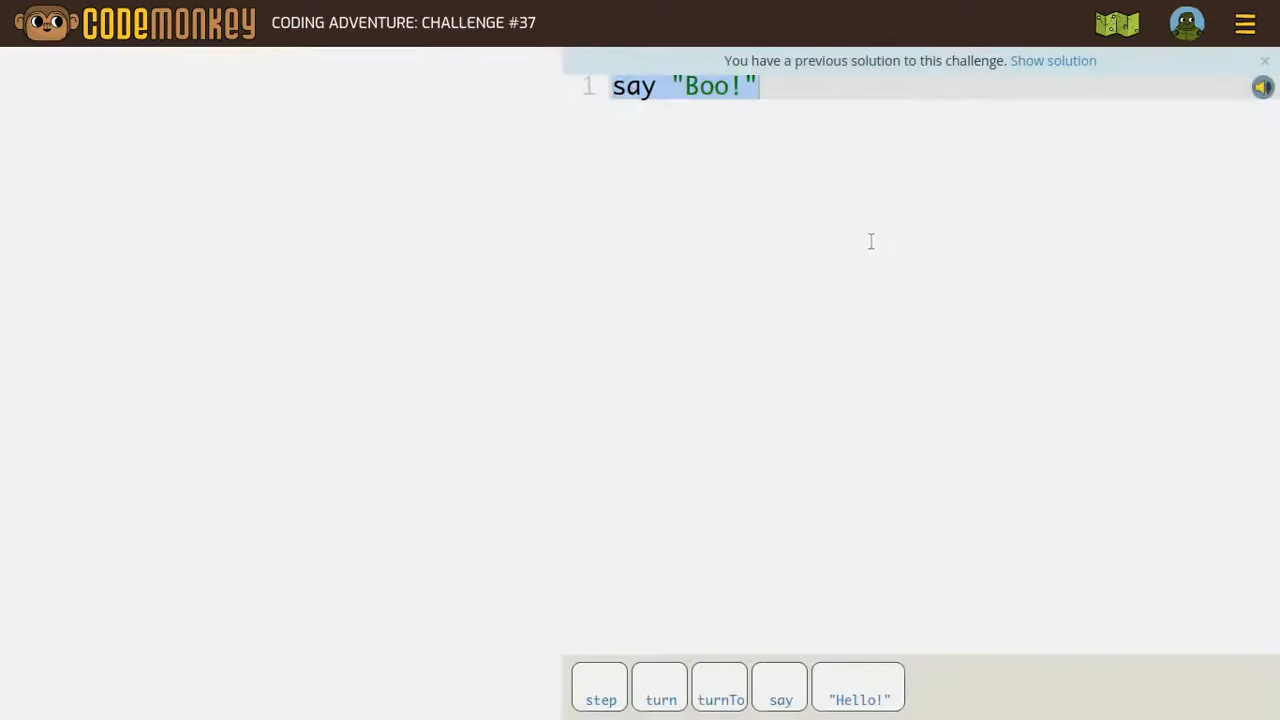 CODEMONKEY CODING ADVENTURE: CHALLENGE #37
You have a previous solution to this challenge. Show solution ×
1 say "Boo!"
step turn turnTo say "Hello!"